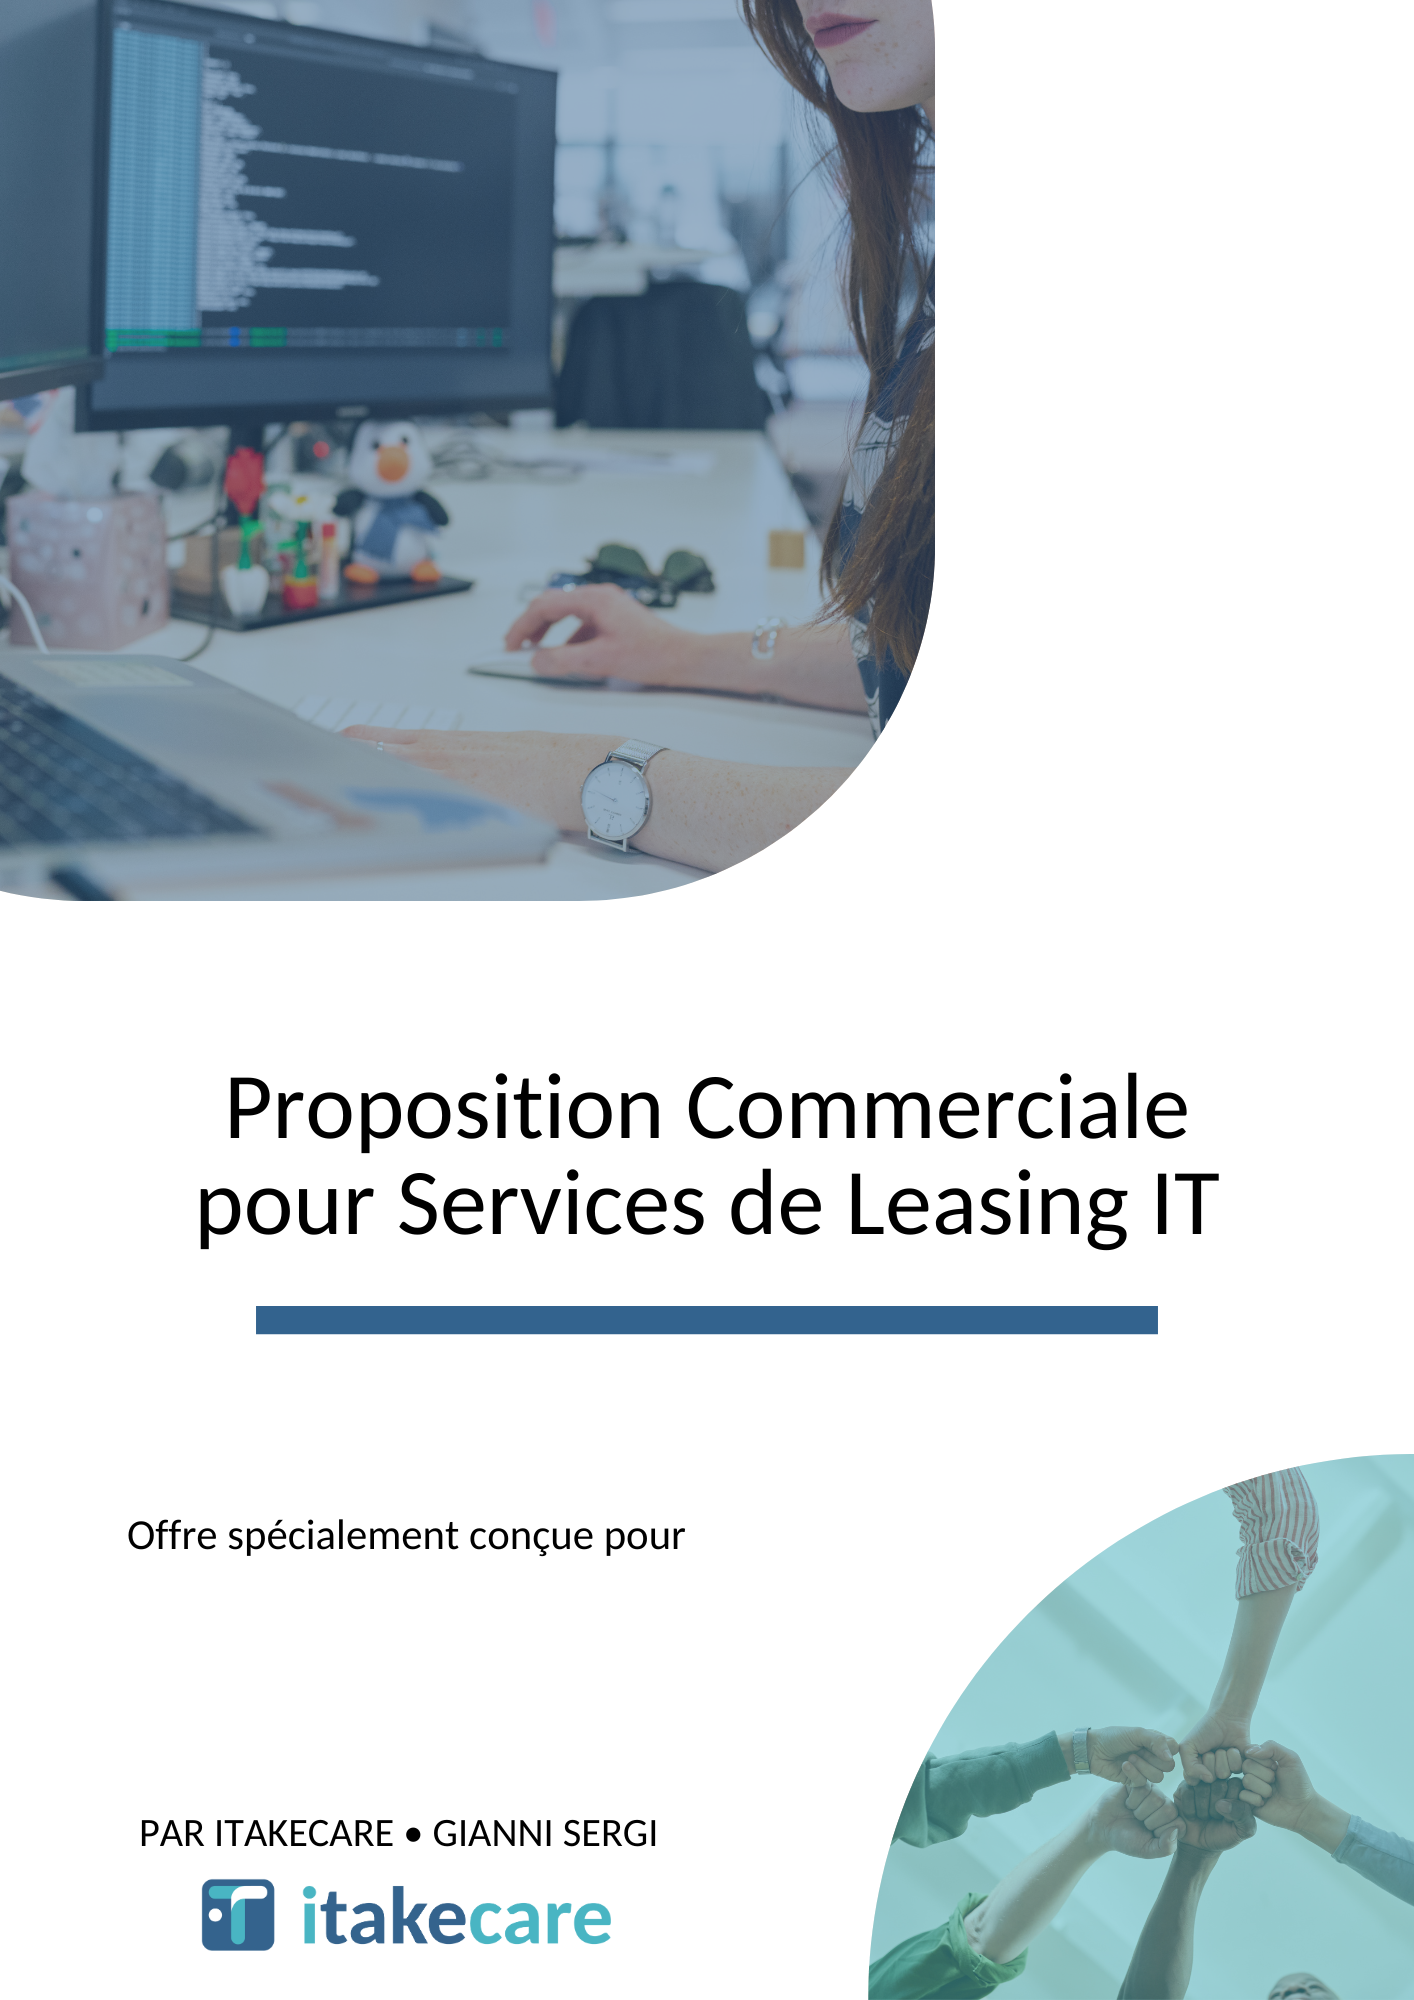 Proposition Commerciale
pour Services de Leasing IT
Offre spécialement conçue pour
PAR ITAKECARE • GIANNI SERGI
itakecare